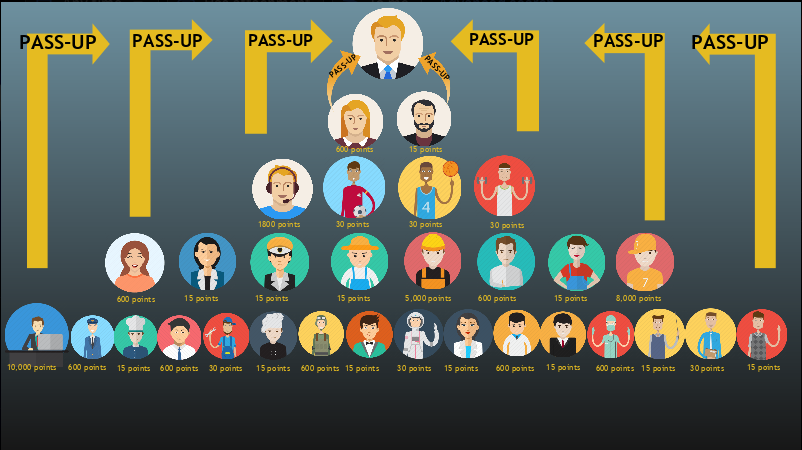 PASS-UP PASS-UP PASS-UP PASS-UP PASS-UP PASS-UP
PASS-UP PASS-UP
600 points 15 points
1800 points 30 points 30 points 30 points
4
600 points 15 points 15 points 15 points 5,000 points 600 points 15 points 8,000 points
7
10,000 points 600 points 15 points 600 points 30 points 15 points 600 points 15 points 30 points 15 points 600 points 15 points 600 points 15 points 30 points 15 points